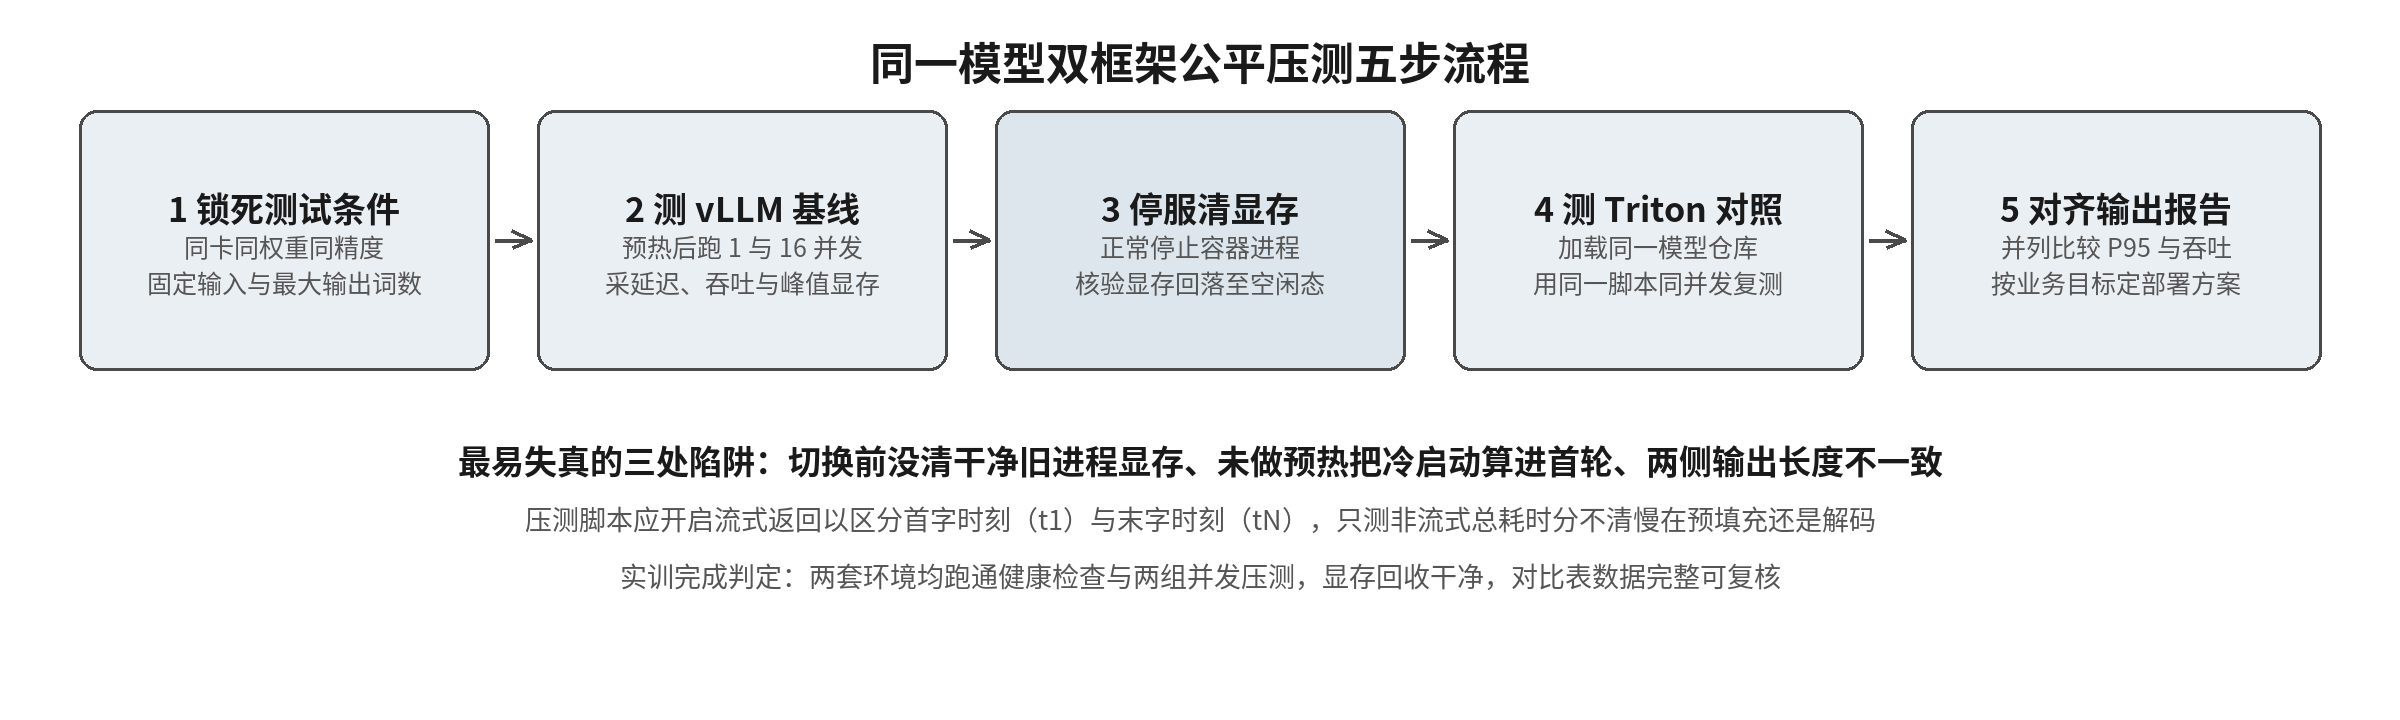 同一模型双框架公平压测五步流程
1 锁死测试条件
同卡同权重同精度
固定输入与最大输出词数
2 测 vLLM 基线
预热后跑 1 与 16 并发
采延迟、吞吐与峰值显存
3 停服清显存
正常停止容器进程
核验显存回落至空闲态
4 测 Triton 对照
加载同一模型仓库
用同一脚本同并发复测
5 对齐输出报告
并列比较 P95 与吞吐
按业务目标定部署方案
最易失真的三处陷阱：切换前没清干净旧进程显存、未做预热把冷启动算进首轮、两侧输出长度不一致
压测脚本应开启流式返回以区分首字时刻（t1）与末字时刻（tN），只测非流式总耗时分不清慢在预填充还是解码
实训完成判定：两套环境均跑通健康检查与两组并发压测，显存回收干净，对比表数据完整可复核